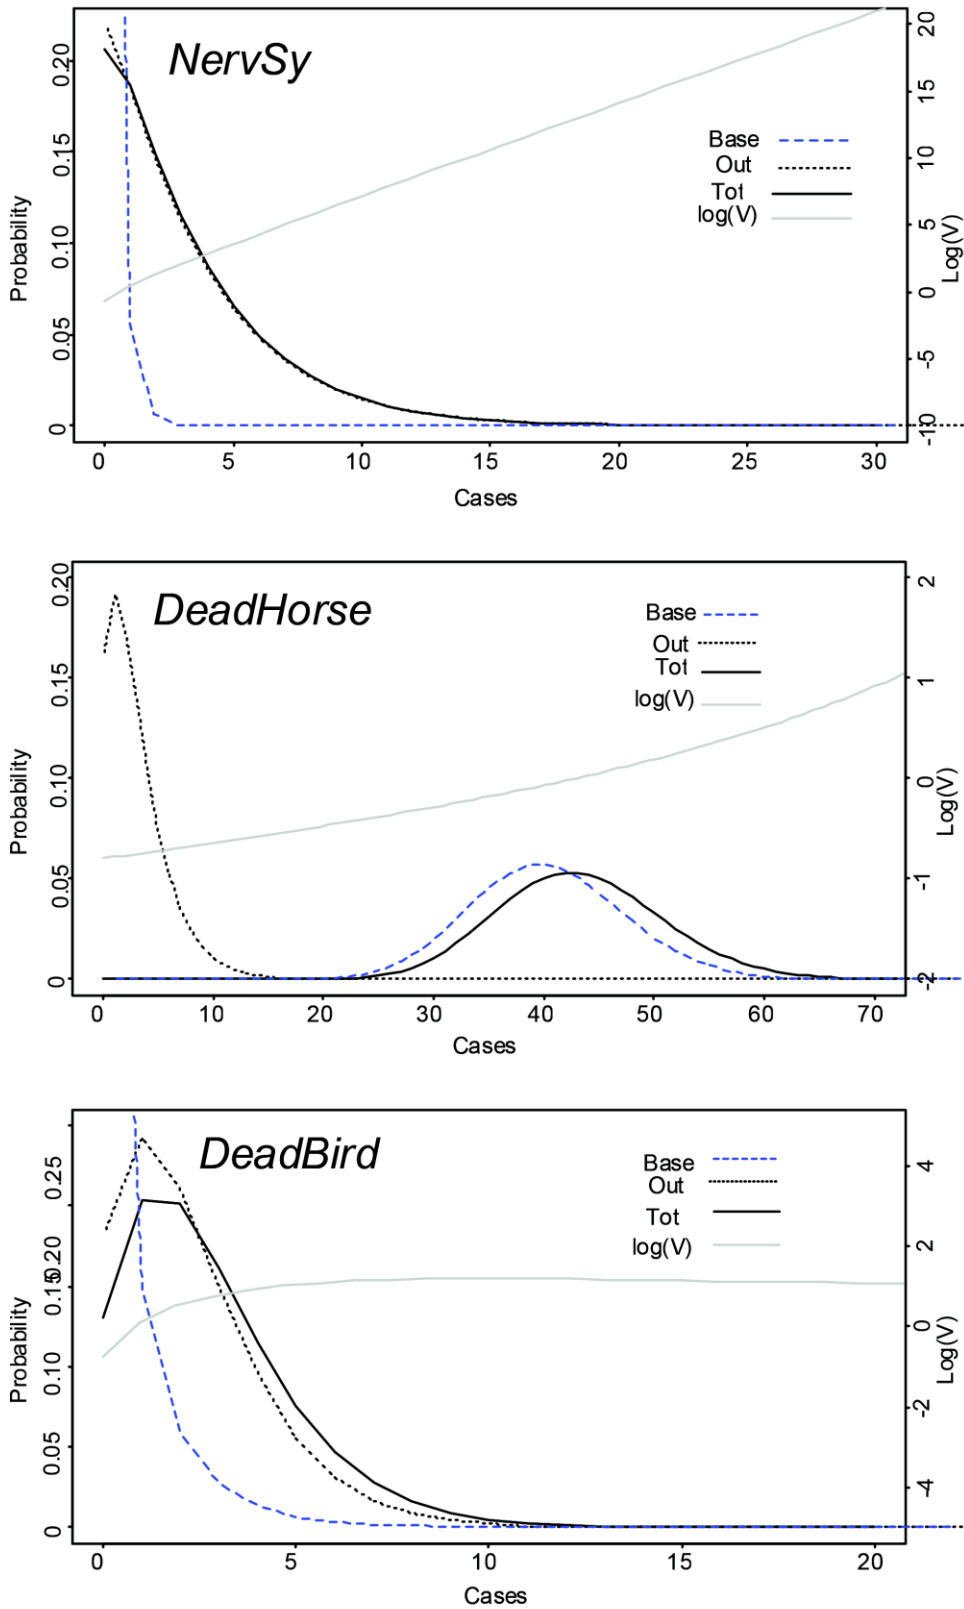 NervSy
Probability
0.20
0.15
0.10
0.05
0
Base
Out
Tot
log(V)
20
15
10
5
0
-5
-10
Log(V)
0 5 10 15 20 25 30
Cases
DeadHorse
Probability
0.20
0.15
0.10
0.05
0
Base
Out
Tot
log(V)
2
1
0
-1
-2
Log(V)
0 10 20 30 40 50 60 70
Cases
DeadBird
Probability
0.25
0.20
0.15
0.10
0.05
0
Base
Out
Tot
log(V)
4
2
0
-2
-4
Log(V)
0 5 10 15 20
Cases